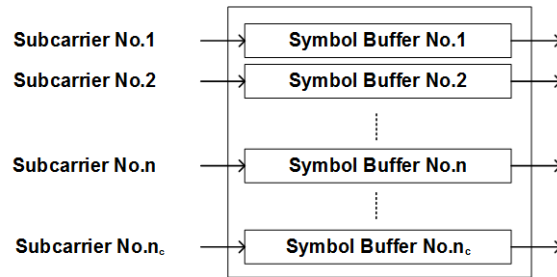 Subcarrier No.1 Symbol Buffer No.1
Subcarrier No.2 Symbol Buffer No.2
Subcarrier No.n Symbol Buffer No.n
Subcarrier No.nc Symbol Buffer No.nc